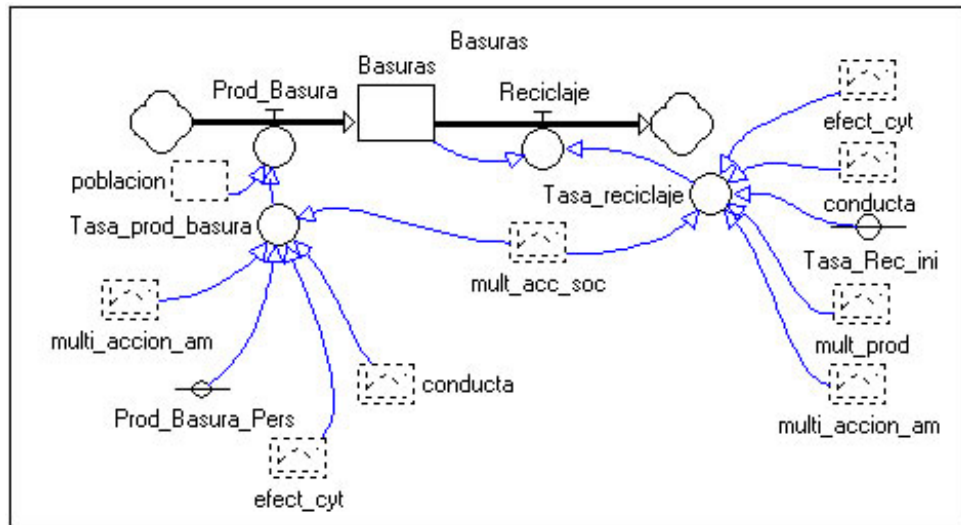 Basuras
Basuras
Prod_Basura
Reciclaje
efect_cyt
poblacion
Tasa_prod_basura
Tasa_reciclaje
conducta
Tasa_Rec_ini
mult_acc_soc
multi_accion_am
mult_prod
conducta
Prod_Basura_Pers
multi_accion_am
efect_cyt